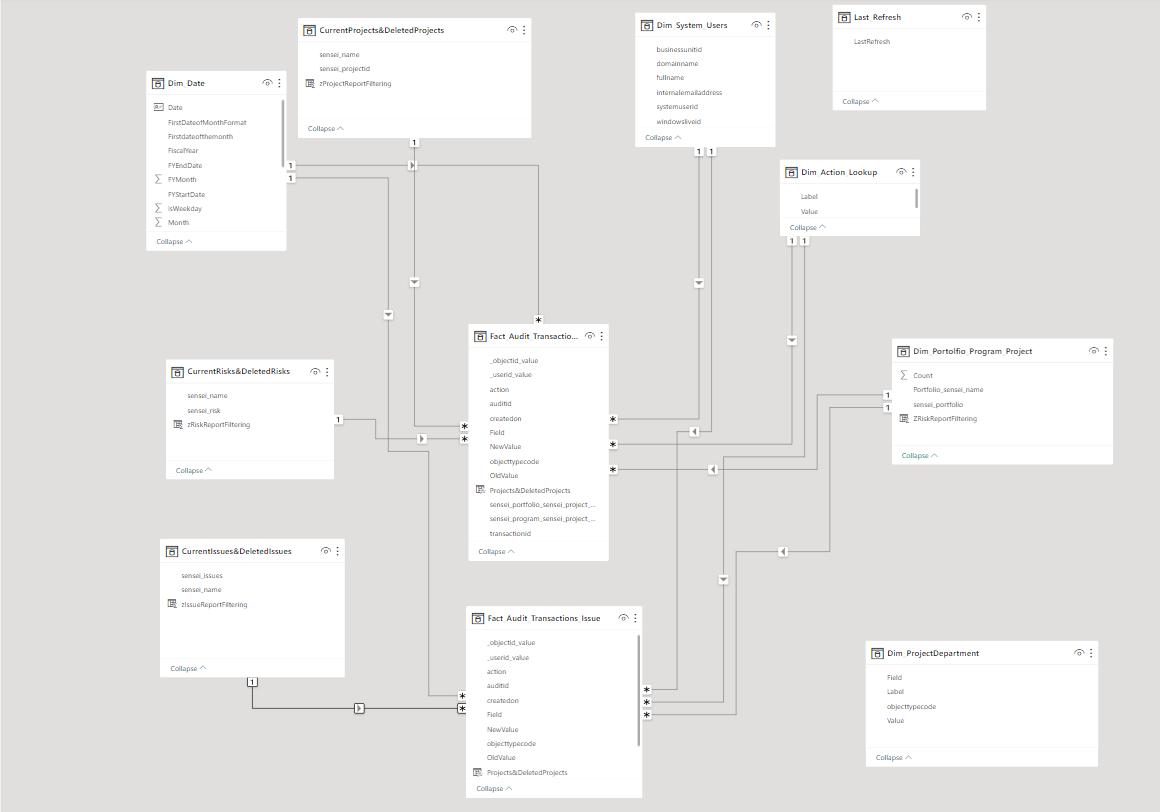 CurrentProjects&DeletedProjects
sensei_name
sensei_projectid
zProjectReportFiltering
Collapse
Dim_System_Users
businessunitid
domainname
fullname
internalemailaddress
systemuserid
windowsliveid
Collapse
Last_Refresh
LastRefresh
Collapse
Dim_Date
Date
FirstDateofMonthFormat
Firstdateofthemonth
FiscalYear
FYEndDate
FYMonth
FYStartDate
IsWeekday
Month
Collapse
1
1
1
1
1
Dim_Action_Lookup
Label
Value
Collapse
1
1
*
Fact_Audit_Transactio...
_objectid_value
_userid_value
action
auditid
createdon
Field
NewValue
objecttypecode
OldValue
Projects&DeletedProjects
sensei_portfolio_sensei_project_...
sensei_program_sensei_project_...
transactionid
Collapse
Dim_Portolfio_Program_Project
Count
Portfolio_sensei_name
sensei_portfolio
ZRiskReportFiltering
Collapse
1
1
CurrentRisks&DeletedRisks
sensei_name
sensei_risk
zRiskReportFiltering
Collapse
1
*
*
*
*
*
CurrentIssues&DeletedIssues
sensei_issues
sensei_name
zIssueReportFiltering
Collapse
1
Fact_Audit_Transactions_Issue
_objectid_value
_userid_value
action
auditid
createdon
Field
NewValue
objecttypecode
OldValue
Projects&DeletedProjects
Collapse
*
*
*
*
*
Dim_ProjectDepartment
Field
Label
objecttypecode
Value
Collapse